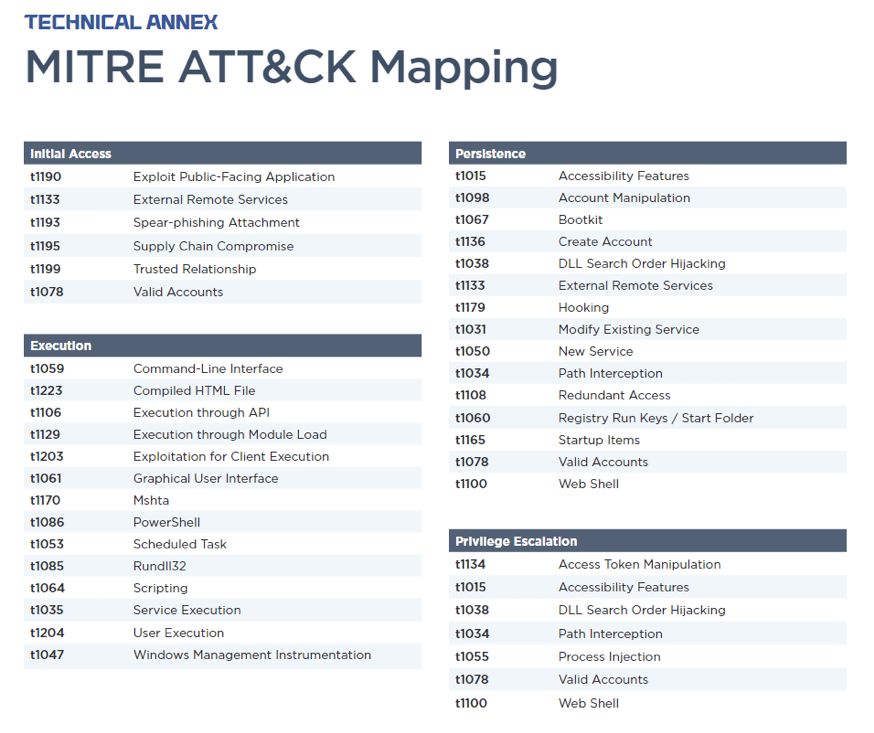 TECHNICAL ANNEX
MITRE ATT&CK Mapping
Initial Access
t1190 Exploit Public-Facing Application
t1133 External Remote Services
t1193 Spear-phishing Attachment
t1195 Supply Chain Compromise
t1199 Trusted Relationship
t1078 Valid Accounts
Execution
t1059 Command-Line Interface
t1223 Compiled HTML File
t1106 Execution through API
t1129 Execution through Module Load
t1203 Exploitation for Client Execution
t1061 Graphical User Interface
t1170 Mshta
t1086 PowerShell
t1053 Scheduled Task
t1085 Rundll32
t1064 Scripting
t1035 Service Execution
t1204 User Execution
t1047 Windows Management Instrumentation
Persistence
t1015 Accessibility Features
t1098 Account Manipulation
t1067 Bootkit
t1136 Create Account
t1038 DLL Search Order Hijacking
t1133 External Remote Services
t1179 Hooking
t1031 Modify Existing Service
t1050 New Service
t1034 Path Interception
t1108 Redundant Access
t1060 Registry Run Keys / Start Folder
t1165 Startup Items
t1078 Valid Accounts
t1100 Web Shell
Privilege Escalation
t1134 Access Token Manipulation
t1015 Accessibility Features
t1038 DLL Search Order Hijacking
t1034 Path Interception
t1055 Process Injection
t1078 Valid Accounts
t1100 Web Shell